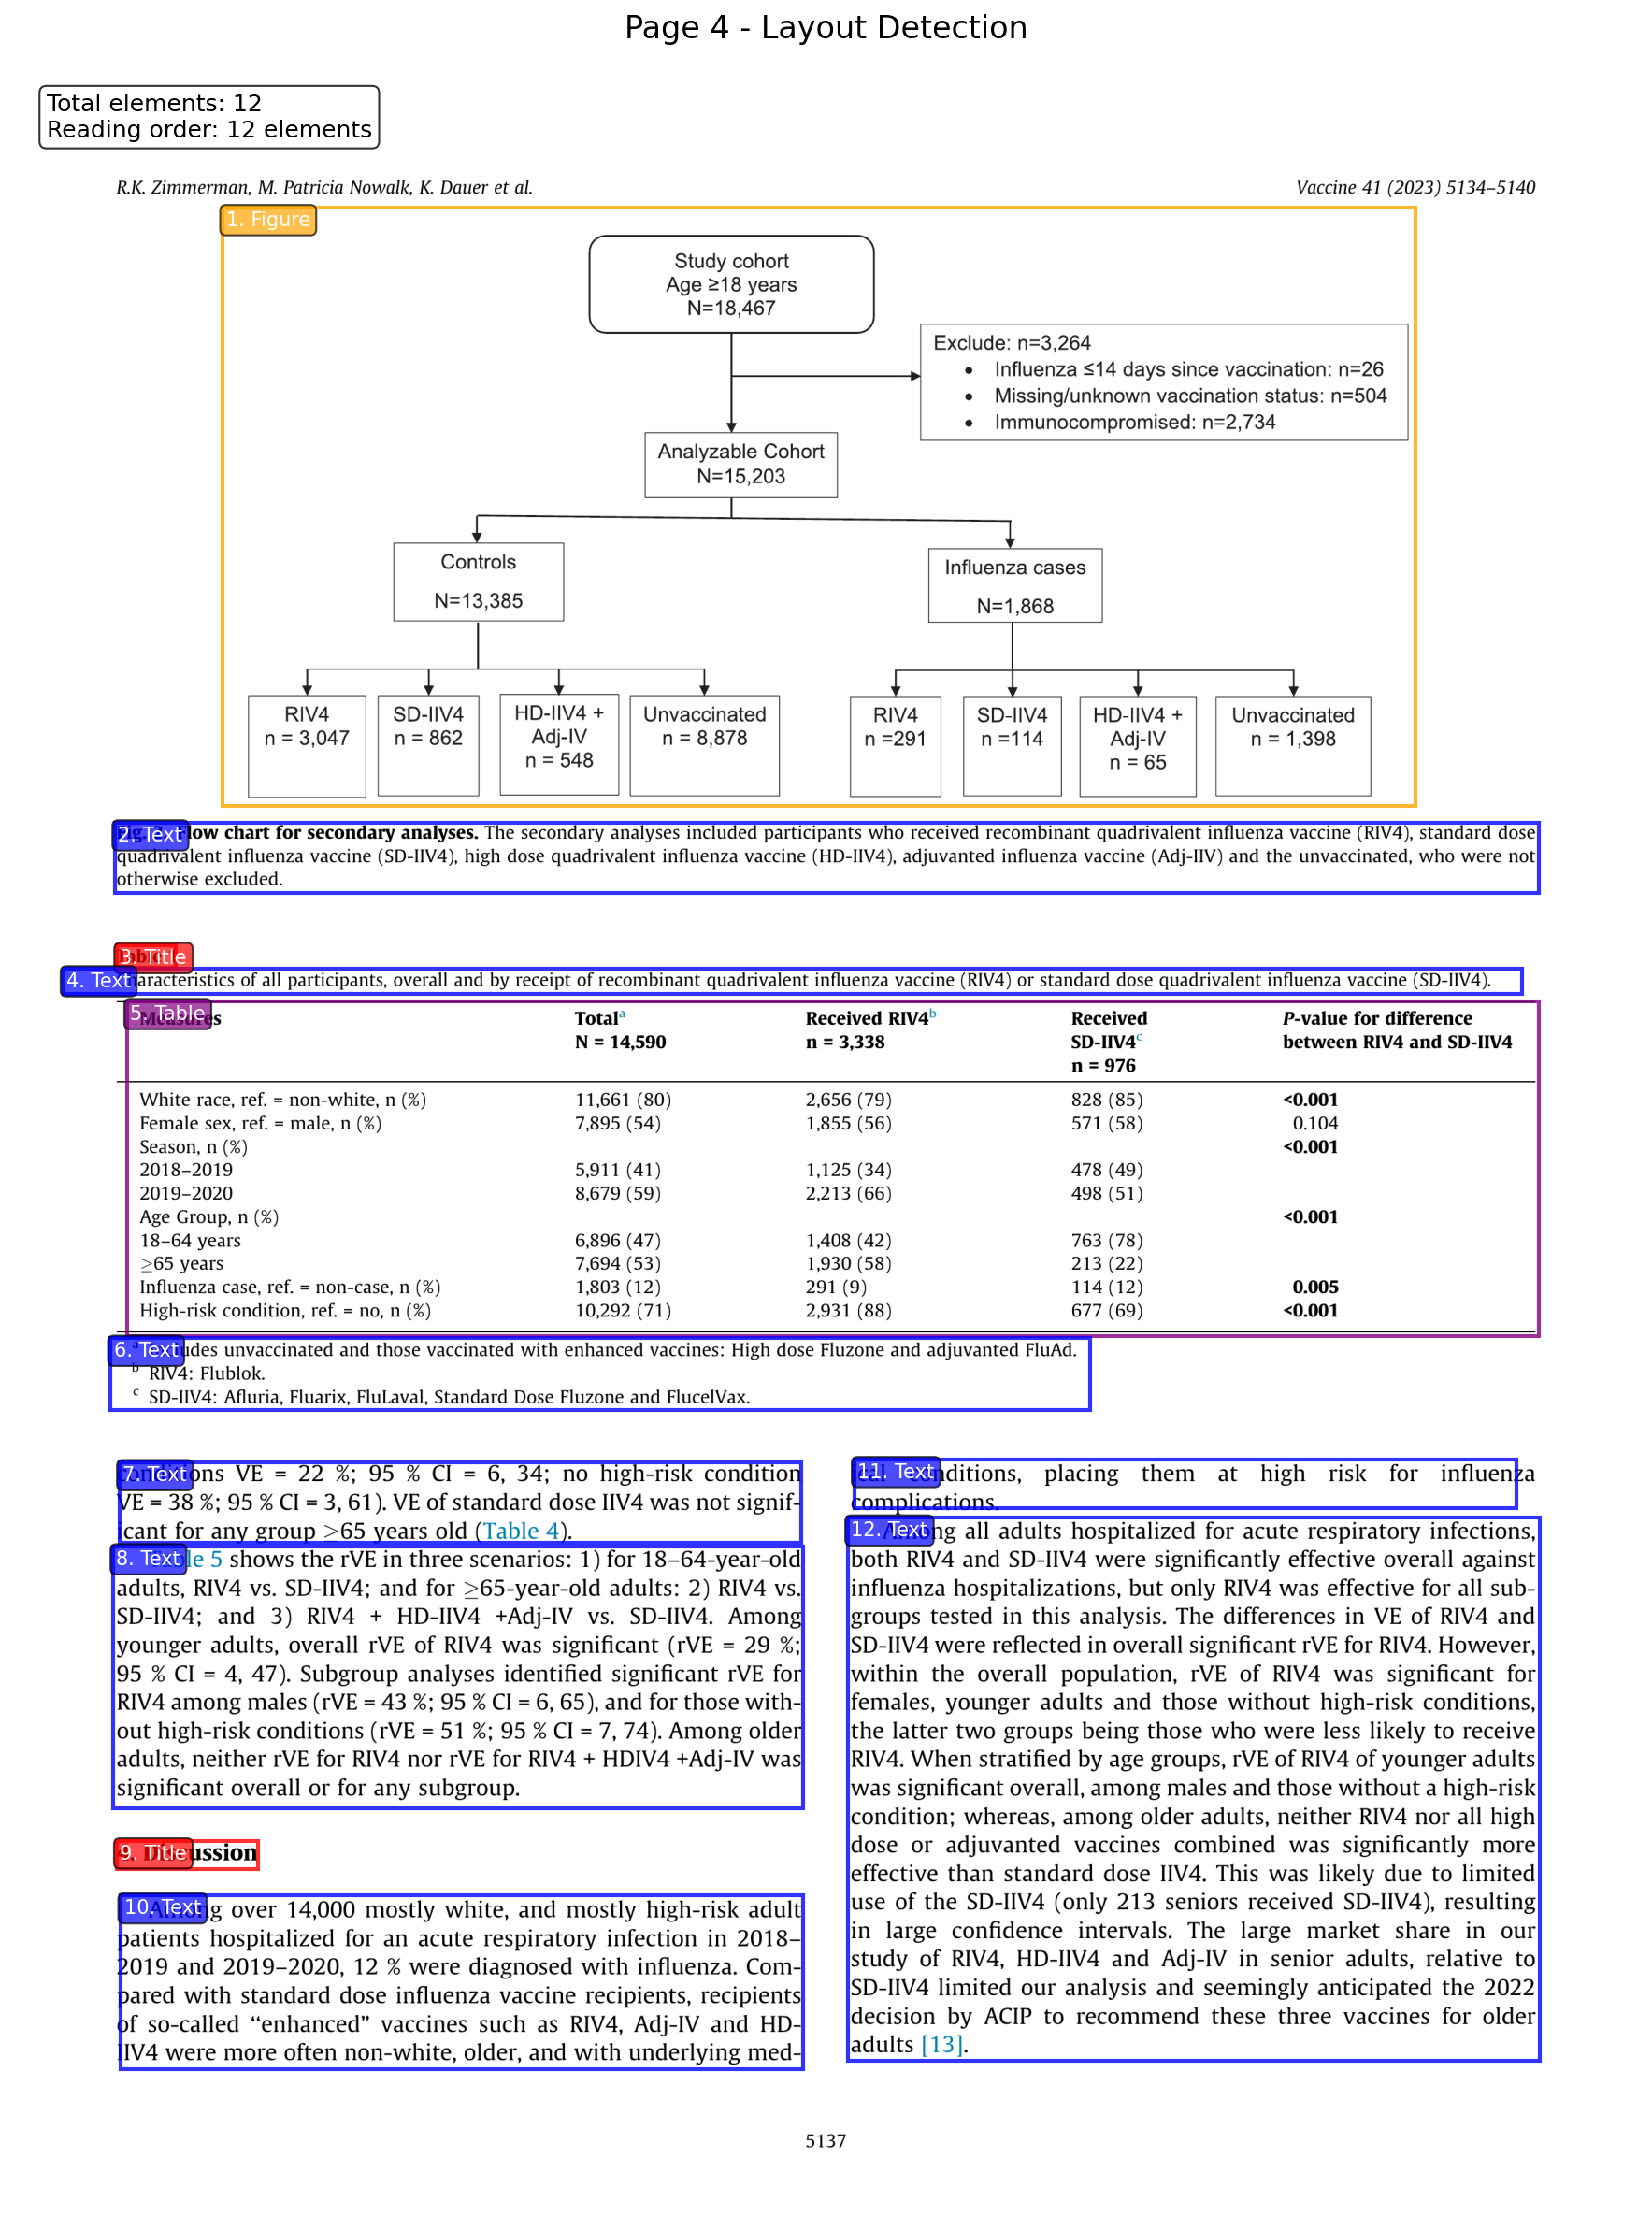 Page 4 - Layout Detection
Total elements: 12
Reading order: 12 elements
R.K. Zimmerman, M. Patricia Nowalk, K. Dauer et al.
Vaccine 41 (2023) 5134–5140
1. Figure
Study cohort
Age ≥18 years
N=18,467
Exclude: n=3,264
• Influenza ≤14 days since vaccination: n=26
• Missing/unknown vaccination status: n=504
• Immunocompromised: n=2,734
Analyzable Cohort
N=15,203
Controls
N=13,385
Influenza cases
N=1,868
RIV4
n = 3,047
SD-IIV4
n = 862
HD-IIV4 +
Adj-IV
n = 548
Unvaccinated
n = 8,878
RIV4
n =291
SD-IIV4
n =114
HD-IIV4 +
Adj-IV
n = 65
Unvaccinated
n = 1,398
2. Text
low chart for secondary analyses. The secondary analyses included participants who received recombinant quadrivalent influenza vaccine (RIV4), standard dose
quadrivalent influenza vaccine (SD-IIV4), high dose quadrivalent influenza vaccine (HD-IIV4), adjuvanted influenza vaccine (Adj-IIV) and the unvaccinated, who were not
otherwise excluded.
3. Title
4. Text
aracteristics of all participants, overall and by receipt of recombinant quadrivalent influenza vaccine (RIV4) or standard dose quadrivalent influenza vaccine (SD-IIV4).
5. Table
Measures Totalᵃ Received RIV4ᵇ Received P-value for difference
N = 14,590 n = 3,338 SD-IIV4ᶜ between RIV4 and SD-IIV4
n = 976
White race, ref. = non-white, n (%) 11,661 (80) 2,656 (79) 828 (85) <0.001
Female sex, ref. = male, n (%) 7,895 (54) 1,855 (56) 571 (58) 0.104
Season, n (%) <0.001
2018–2019 5,911 (41) 1,125 (34) 478 (49)
2019–2020 8,679 (59) 2,213 (66) 498 (51)
Age Group, n (%) <0.001
18–64 years 6,896 (47) 1,408 (42) 763 (78)
≥65 years 7,694 (53) 1,930 (58) 213 (22)
Influenza case, ref. = non-case, n (%) 1,803 (12) 291 (9) 114 (12) 0.005
High-risk condition, ref. = no, n (%) 10,292 (71) 2,931 (88) 677 (69) <0.001
6. Text
ᵃ udes unvaccinated and those vaccinated with enhanced vaccines: High dose Fluzone and adjuvanted FluAd.
ᵇ RIV4: Flublok.
ᶜ SD-IIV4: Afluria, Fluarix, FluLaval, Standard Dose Fluzone and FlucelVax.
7. Text
conditions VE = 22 %; 95 % CI = 6, 34; no high-risk condition
VE = 38 %; 95 % CI = 3, 61). VE of standard dose IIV4 was not signif-
icant for any group ≥65 years old (Table 4).
8. Text
le 5 shows the rVE in three scenarios: 1) for 18–64-year-old
adults, RIV4 vs. SD-IIV4; and for ≥65-year-old adults: 2) RIV4 vs.
SD-IIV4; and 3) RIV4 + HD-IIV4 +Adj-IV vs. SD-IIV4. Among
younger adults, overall rVE of RIV4 was significant (rVE = 29 %;
95 % CI = 4, 47). Subgroup analyses identified significant rVE for
RIV4 among males (rVE = 43 %; 95 % CI = 6, 65), and for those with-
out high-risk conditions (rVE = 51 %; 95 % CI = 7, 74). Among older
adults, neither rVE for RIV4 nor rVE for RIV4 + HDIV4 +Adj-IV was
significant overall or for any subgroup.
9. Title
ussion
10. Text
Among over 14,000 mostly white, and mostly high-risk adult
patients hospitalized for an acute respiratory infection in 2018–
2019 and 2019–2020, 12 % were diagnosed with influenza. Com-
pared with standard dose influenza vaccine recipients, recipients
of so-called “enhanced” vaccines such as RIV4, Adj-IV and HD-
IIV4 were more often non-white, older, and with underlying med-
11. Text
ical conditions, placing them at high risk for influenza
complications.
12. Text
Among all adults hospitalized for acute respiratory infections,
both RIV4 and SD-IIV4 were significantly effective overall against
influenza hospitalizations, but only RIV4 was effective for all sub-
groups tested in this analysis. The differences in VE of RIV4 and
SD-IIV4 were reflected in overall significant rVE for RIV4. However,
within the overall population, rVE of RIV4 was significant for
females, younger adults and those without high-risk conditions,
the latter two groups being those who were less likely to receive
RIV4. When stratified by age groups, rVE of RIV4 of younger adults
was significant overall, among males and those without a high-risk
condition; whereas, among older adults, neither RIV4 nor all high
dose or adjuvanted vaccines combined was significantly more
effective than standard dose IIV4. This was likely due to limited
use of the SD-IIV4 (only 213 seniors received SD-IIV4), resulting
in large confidence intervals. The large market share in our
study of RIV4, HD-IIV4 and Adj-IV in senior adults, relative to
SD-IIV4 limited our analysis and seemingly anticipated the 2022
decision by ACIP to recommend these three vaccines for older
adults [13].
5137